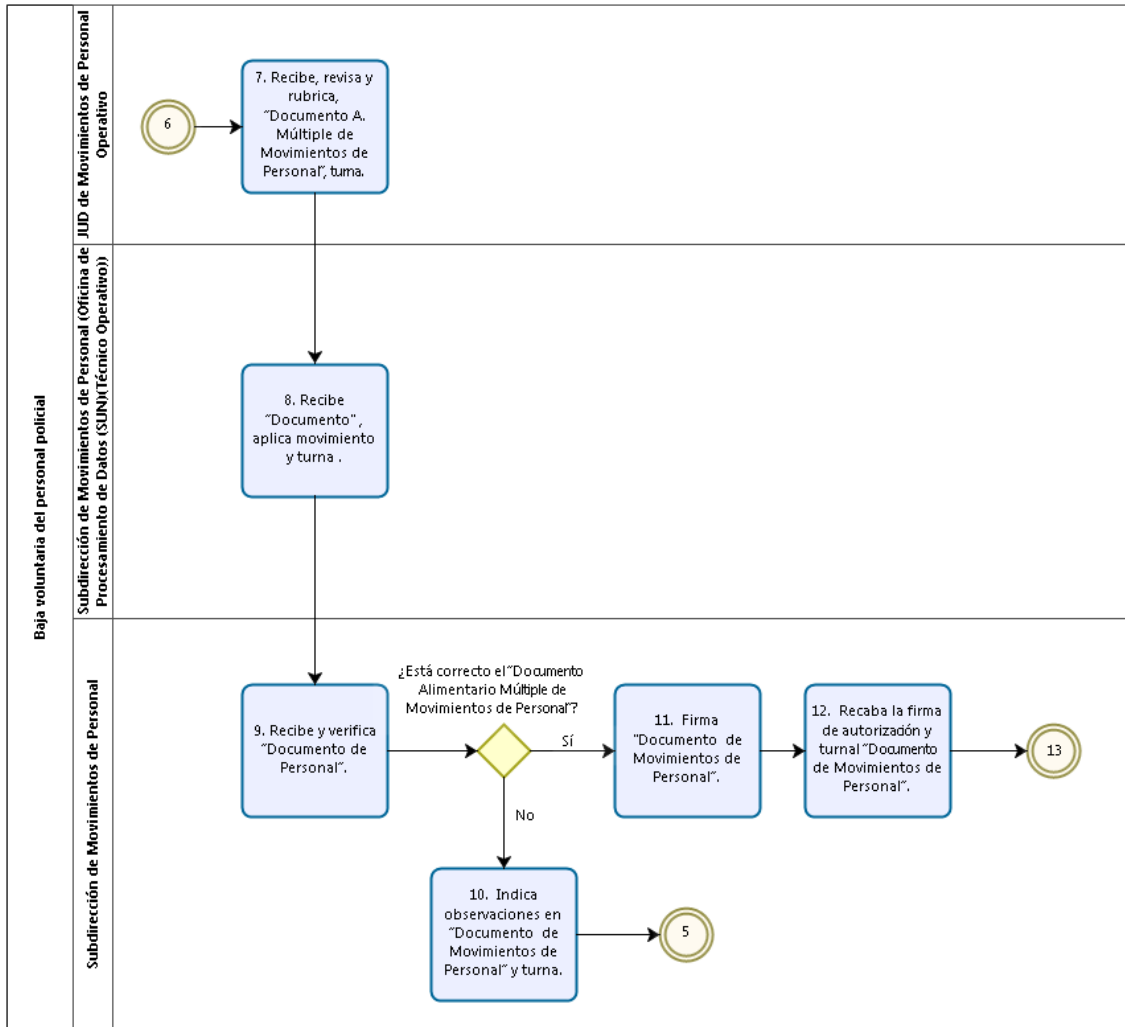 Baja voluntaria del personal policial
JUD de Movimientos de Personal
Operativo
6
7. Recibe, revisa y
rubrica,
“Documento A.
Múltiple de
Movimientos de
Personal”, turna.
Subdirección de Movimientos de Personal (Oficina de
Procesamiento de Datos (SUN)(Técnico Operativo))
8. Recibe
“Documento” ,
aplica movimiento
y turna .
Subdirección de Movimientos de Personal
9. Recibe y verifica
“Documento de
Personal”.
¿Está correcto el “Documento
Alimentario Múltiple de
Movimientos de Personal”?
Sí
No
11. Firma
“Documento de
Movimientos de
Personal”.
12. Recaba la firma
de autorización y
turnal “Documento
de Movimientos de
Personal”.
13
10. Indica
observaciones en
“Documento de
Movimientos de
Personal” y turna.
5